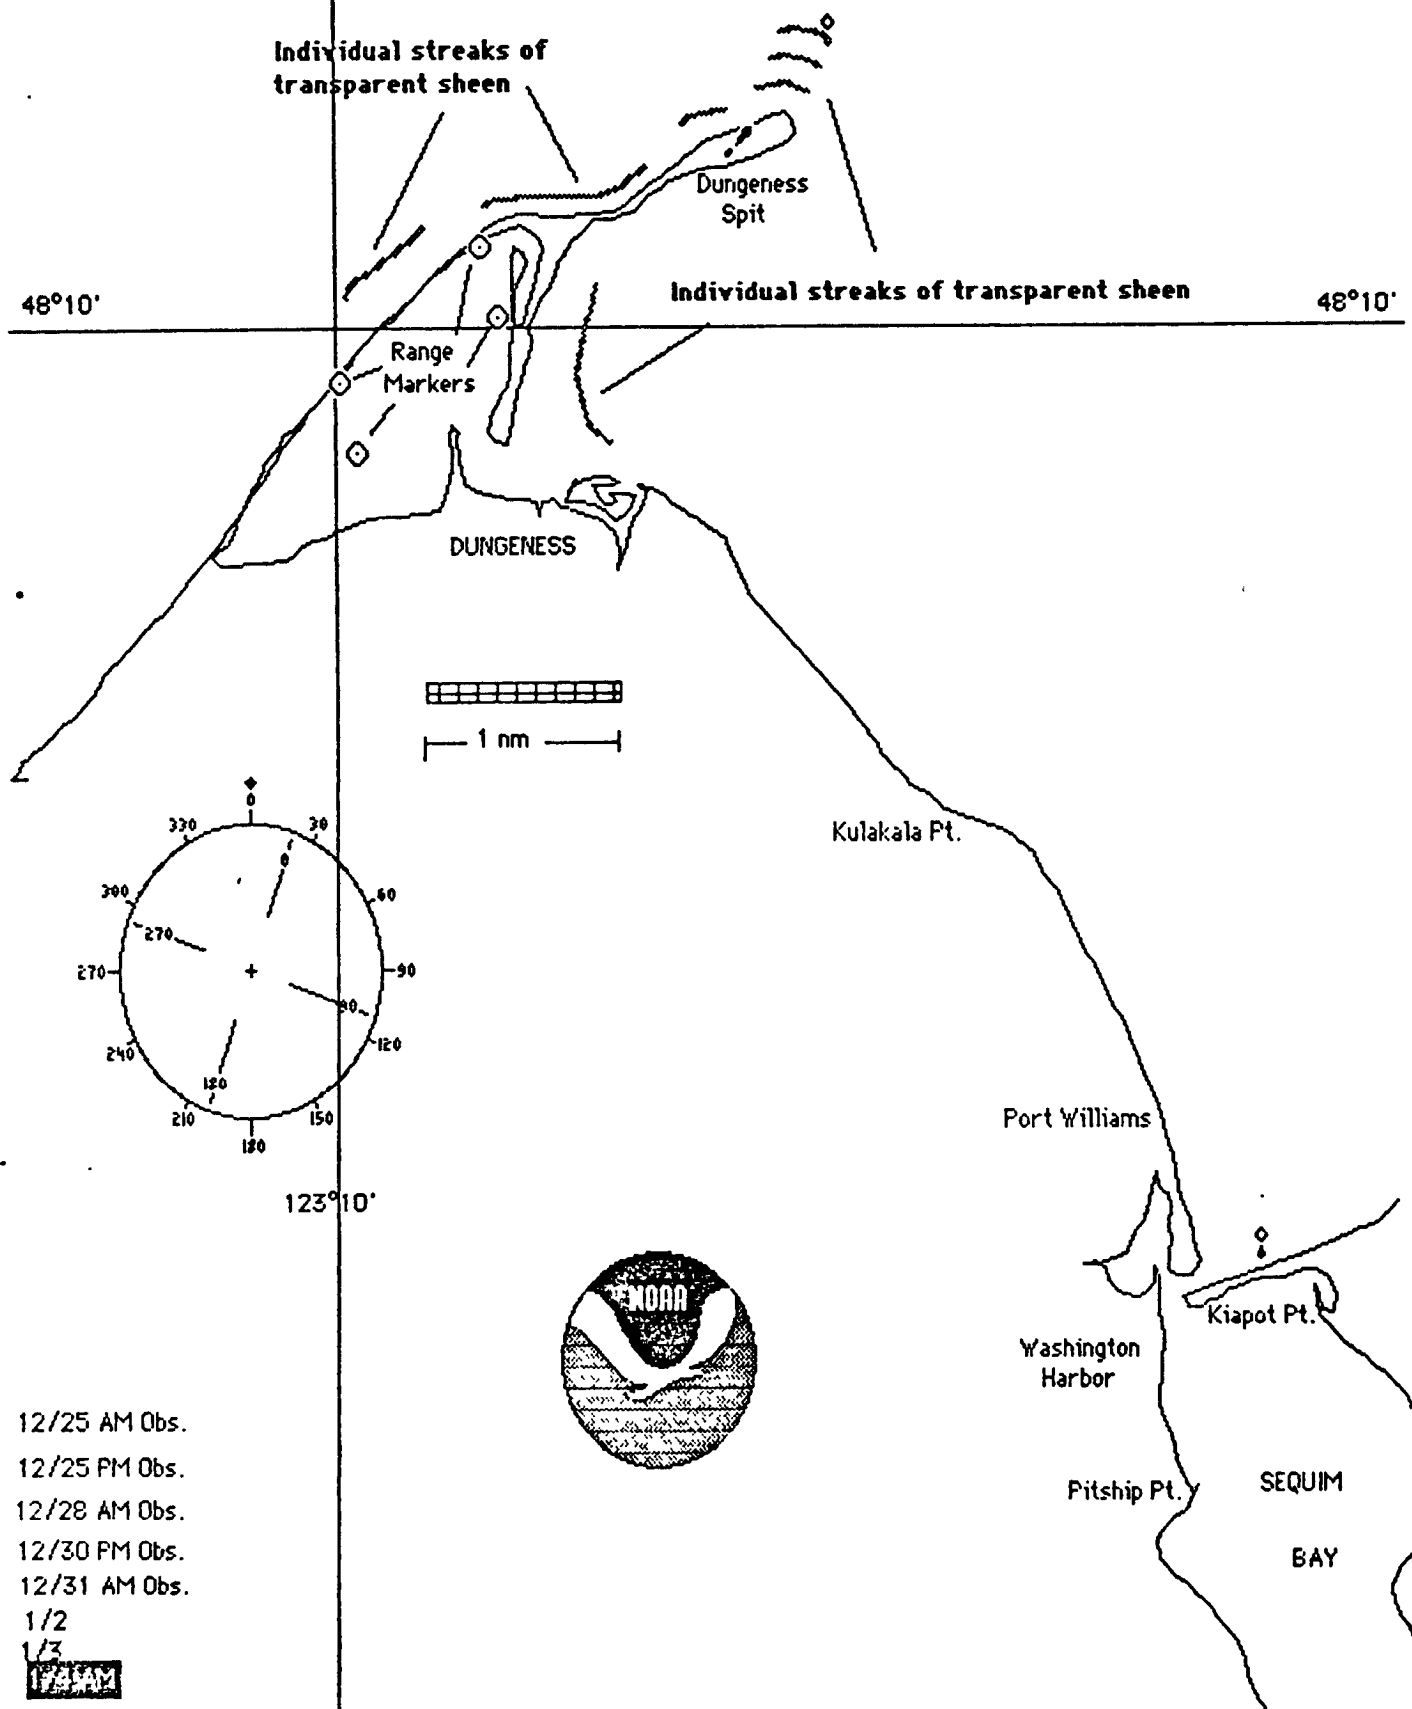 Individual streaks of
transparent sheen
Dungeness
Spit
48°10'
Individual streaks of transparent sheen
48°10'
Range
Markers
DUNGENESS
1 nm
Kulakala Pt.
0
330
30
0
300
60
270
270
90
90
240
120
180
210
150
180
Port Williams
123°10'
NOAA
Kiapot Pt.
Washington
Harbor
12/25 AM Obs.
12/25 PM Obs.
12/28 AM Obs.
12/30 PM Obs.
12/31 AM Obs.
1/2
1/3
Pitship Pt.
SEQUIM
BAY